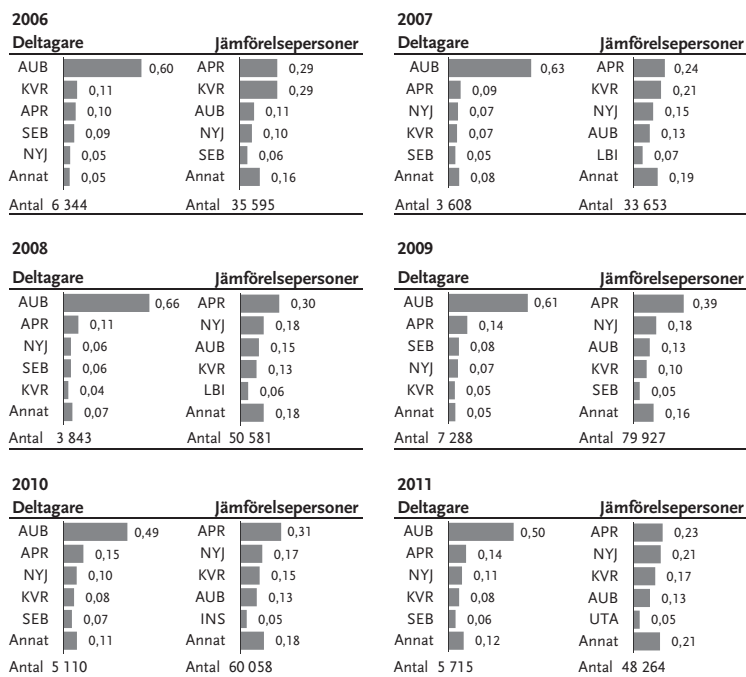 2006
Deltagare Jämförelsepersoner
AUB 0,60 APR 0,29
KVR 0,11 KVR 0,29
APR 0,10 AUB 0,11
SEB 0,09 NYJ 0,10
NYJ 0,05 SEB 0,06
Annat 0,05 Annat 0,16
Antal 6 344 Antal 35 595
2007
Deltagare Jämförelsepersoner
AUB 0,63 APR 0,24
APR 0,09 KVR 0,21
NYJ 0,07 NYJ 0,15
KVR 0,07 AUB 0,13
SEB 0,05 LBI 0,07
Annat 0,08 Annat 0,19
Antal 3 608 Antal 33 653
2008
Deltagare Jämförelsepersoner
AUB 0,66 APR 0,30
APR 0,11 NYJ 0,18
NYJ 0,06 AUB 0,15
SEB 0,06 KVR 0,13
KVR 0,04 LBI 0,06
Annat 0,07 Annat 0,18
Antal 3 843 Antal 50 581
2009
Deltagare Jämförelsepersoner
AUB 0,61 APR 0,39
APR 0,14 NYJ 0,18
SEB 0,08 AUB 0,13
NYJ 0,07 KVR 0,10
KVR 0,05 SEB 0,05
Annat 0,05 Annat 0,16
Antal 7 288 Antal 79 927
2010
Deltagare Jämförelsepersoner
AUB 0,49 APR 0,31
APR 0,15 NYJ 0,17
NYJ 0,10 KVR 0,15
KVR 0,08 AUB 0,13
SEB 0,07 INS 0,05
Annat 0,11 Annat 0,18
Antal 5 110 Antal 60 058
2011
Deltagare Jämförelsepersoner
AUB 0,50 APR 0,23
APR 0,14 NYJ 0,21
NYJ 0,11 KVR 0,17
KVR 0,08 AUB 0,13
SEB 0,06 UTA 0,05
Annat 0,12 Annat 0,21
Antal 5 715 Antal 48 264